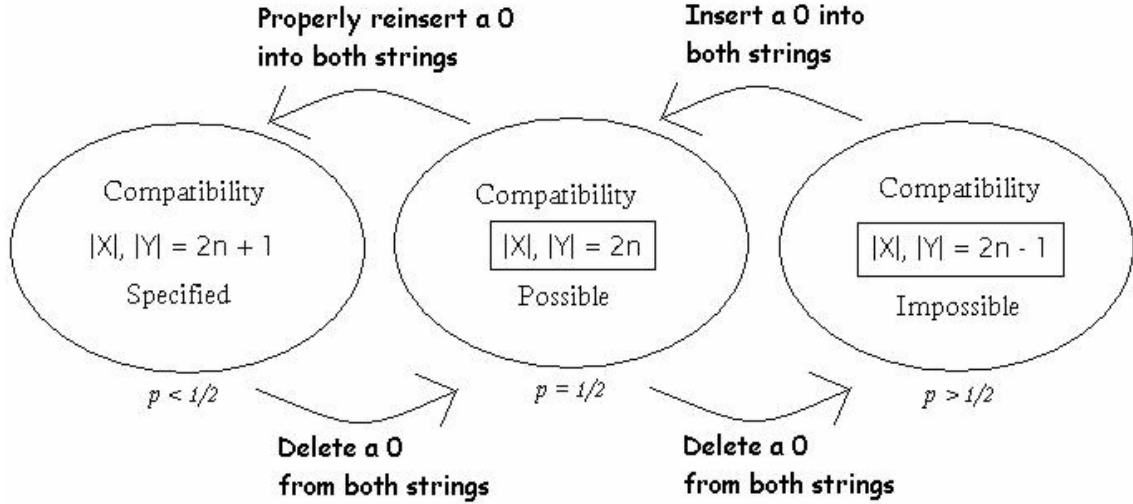 Properly reinsert a 0
into both strings
Insert a 0 into
both strings
Compatibility
|X|, |Y| = 2n + 1
Specified
p < 1/2
Compatibility
|X|, |Y| = 2n
Possible
p = 1/2
Compatibility
|X|, |Y| = 2n - 1
Impossible
p > 1/2
Delete a 0
from both strings
Delete a 0
from both strings